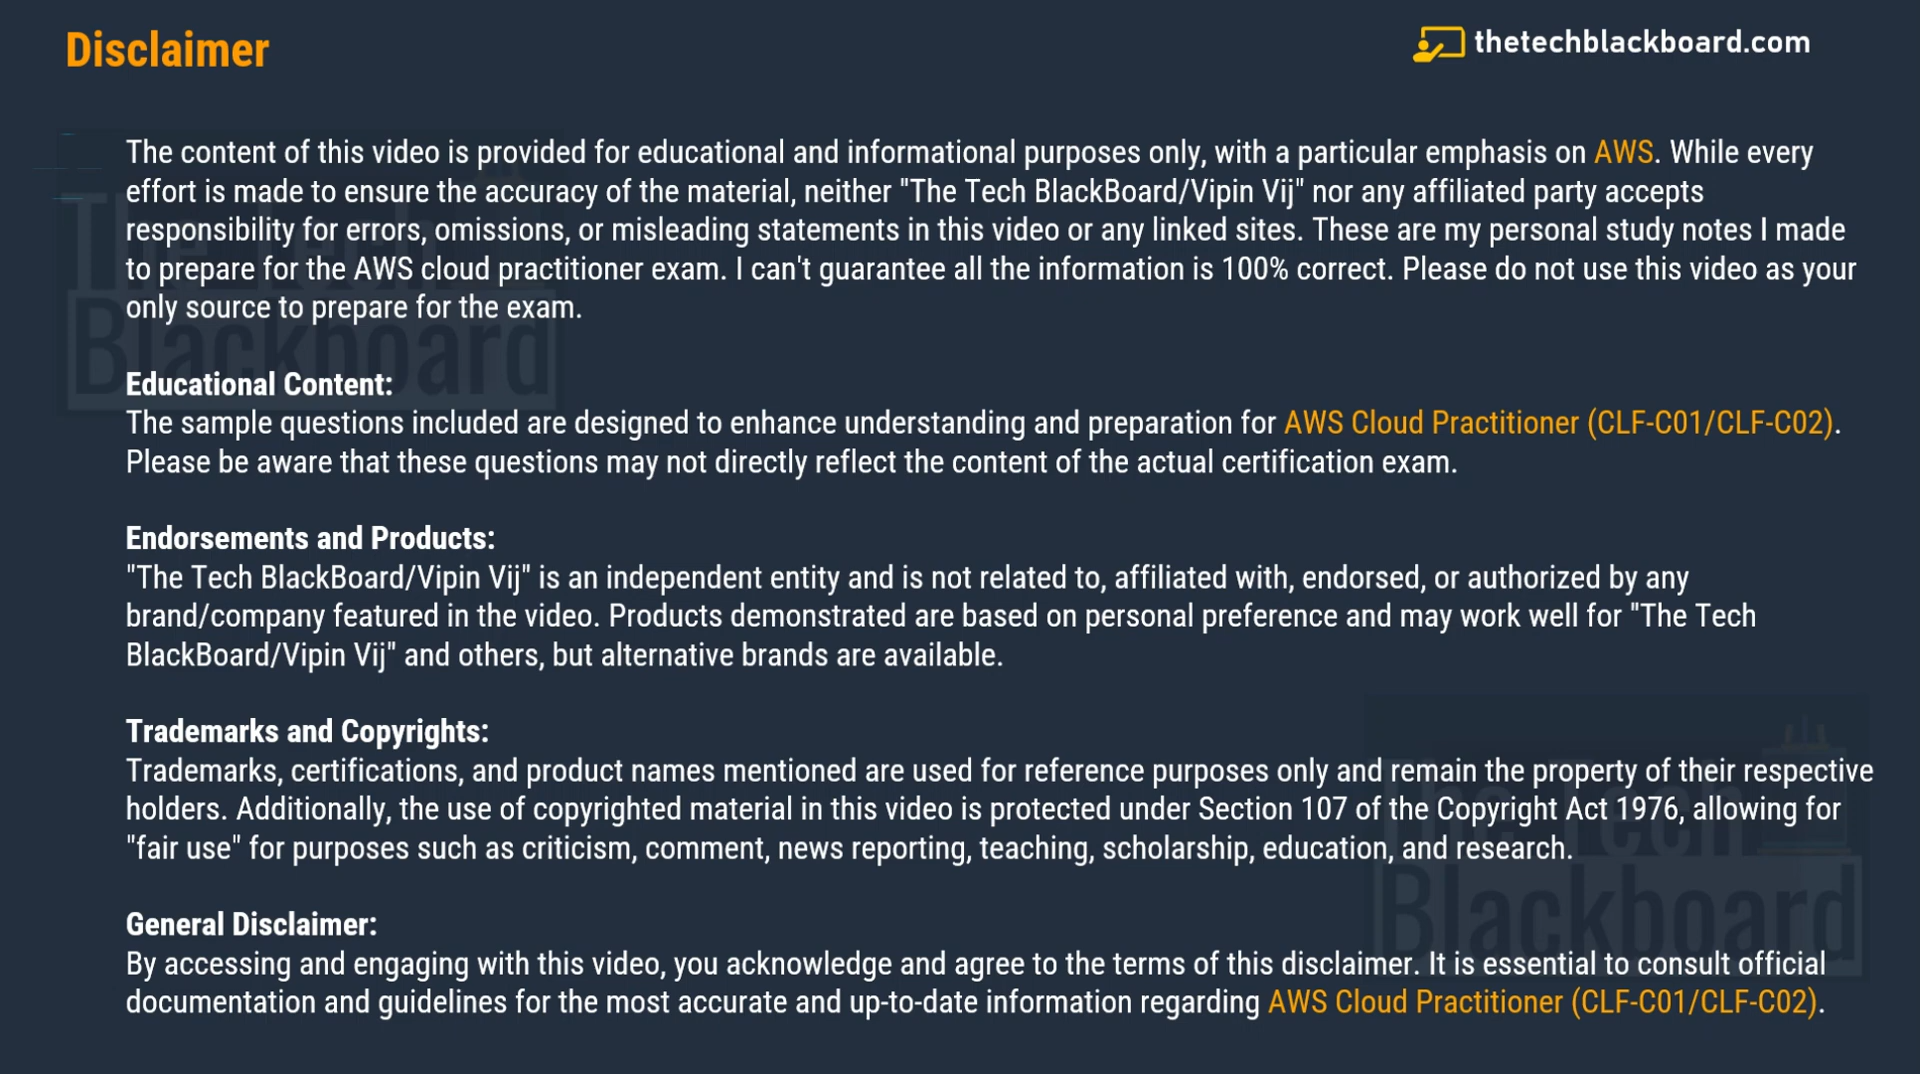 Disclaimer
thetechblackboard.com
The content of this video is provided for educational and informational purposes only, with a particular emphasis on AWS. While every
effort is made to ensure the accuracy of the material, neither "The Tech BlackBoard/Vipin Vij" nor any affiliated party accepts
responsibility for errors, omissions, or misleading statements in this video or any linked sites. These are my personal study notes I made
to prepare for the AWS cloud practitioner exam. I can't guarantee all the information is 100% correct. Please do not use this video as your
only source to prepare for the exam.
Educational Content:
The sample questions included are designed to enhance understanding and preparation for AWS Cloud Practitioner (CLF-C01/CLF-C02).
Please be aware that these questions may not directly reflect the content of the actual certification exam.
Endorsements and Products:
"The Tech BlackBoard/Vipin Vij" is an independent entity and is not related to, affiliated with, endorsed, or authorized by any
brand/company featured in the video. Products demonstrated are based on personal preference and may work well for "The Tech
BlackBoard/Vipin Vij" and others, but alternative brands are available.
Trademarks and Copyrights:
Trademarks, certifications, and product names mentioned are used for reference purposes only and remain the property of their respective
holders. Additionally, the use of copyrighted material in this video is protected under Section 107 of the Copyright Act 1976, allowing for
"fair use" for purposes such as criticism, comment, news reporting, teaching, scholarship, education, and research.
General Disclaimer:
By accessing and engaging with this video, you acknowledge and agree to the terms of this disclaimer. It is essential to consult official
documentation and guidelines for the most accurate and up-to-date information regarding AWS Cloud Practitioner (CLF-C01/CLF-C02).
The Tech
Blackboard
The Tech
Blackboard